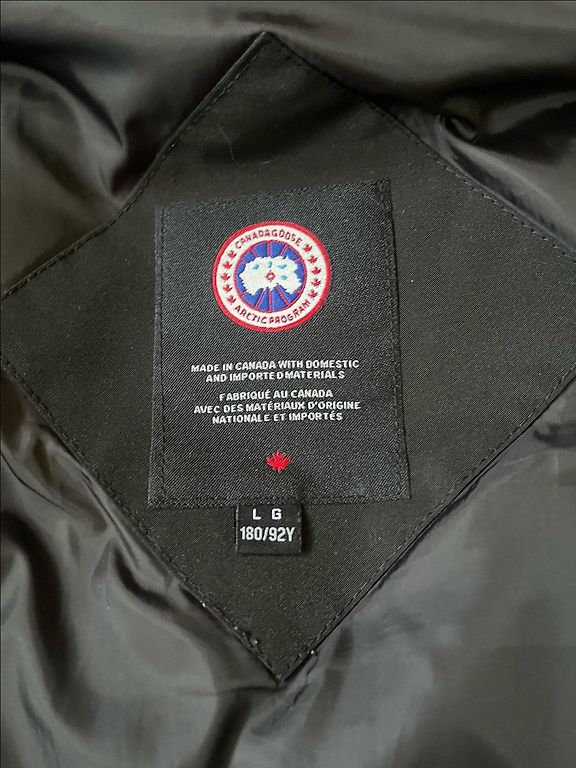 CANADA GOOSE
ARCTIC PROGRAM
MADE IN CANADA WITH DOMESTIC
AND IMPORTED MATERIALS
FABRIQUÉ AU CANADA
AVEC DES MATÉRIAUX D'ORIGINE
NATIONALE ET IMPORTÉS
L G
180/92Y